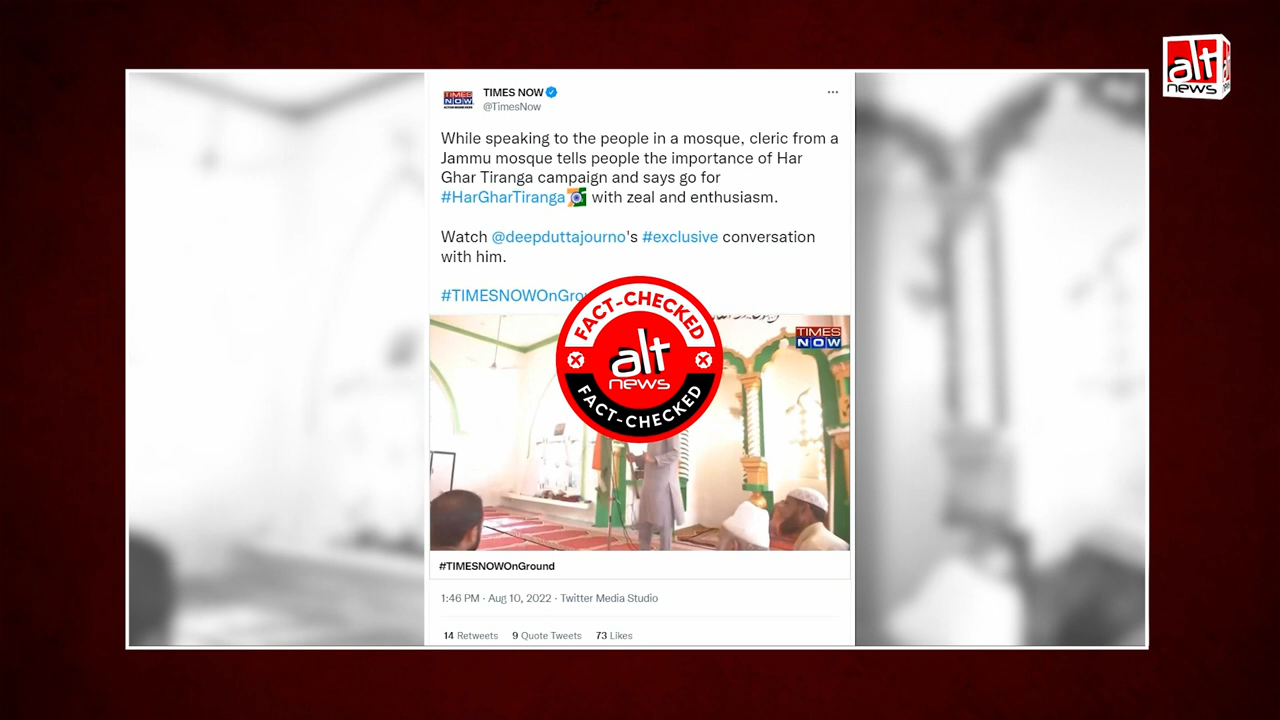 alt
news
TIMES
NOW
TIMES NOW
@TimesNow
While speaking to the people in a mosque, cleric from a
Jammu mosque tells people the importance of Har
Ghar Tiranga campaign and says go for
#HarGharTiranga with zeal and enthusiasm.
Watch @deepduttajourno's #exclusive conversation
with him.
#TIMESNOWOnGrou
FACT-CHECKED
alt
news
FACT-CHECKED
TIMES
NOW
#TIMESNOWOnGround
1:46 PM · Aug 10, 2022 · Twitter Media Studio
14 Retweets 9 Quote Tweets 73 Likes